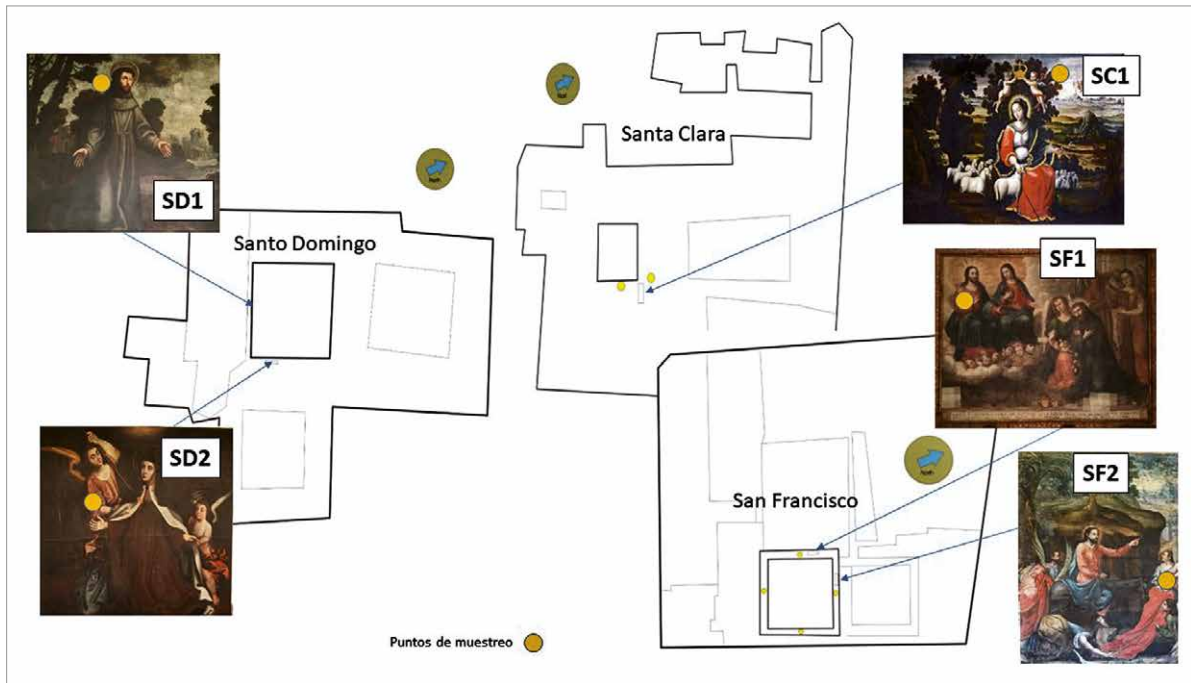 SD1
Santo Domingo
SD2
Santa Clara
SC1
SF1
San Francisco
SF2
Puntos de muestreo